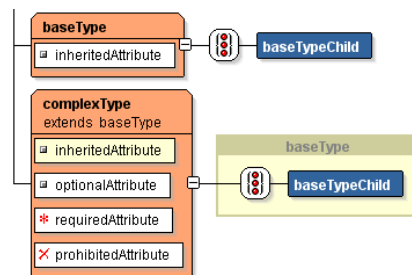 baseType
inheritedAttribute
baseTypeChild
complexType
extends baseType
inheritedAttribute
optionalAttribute
requiredAttribute
prohibitedAttribute
baseType
baseTypeChild